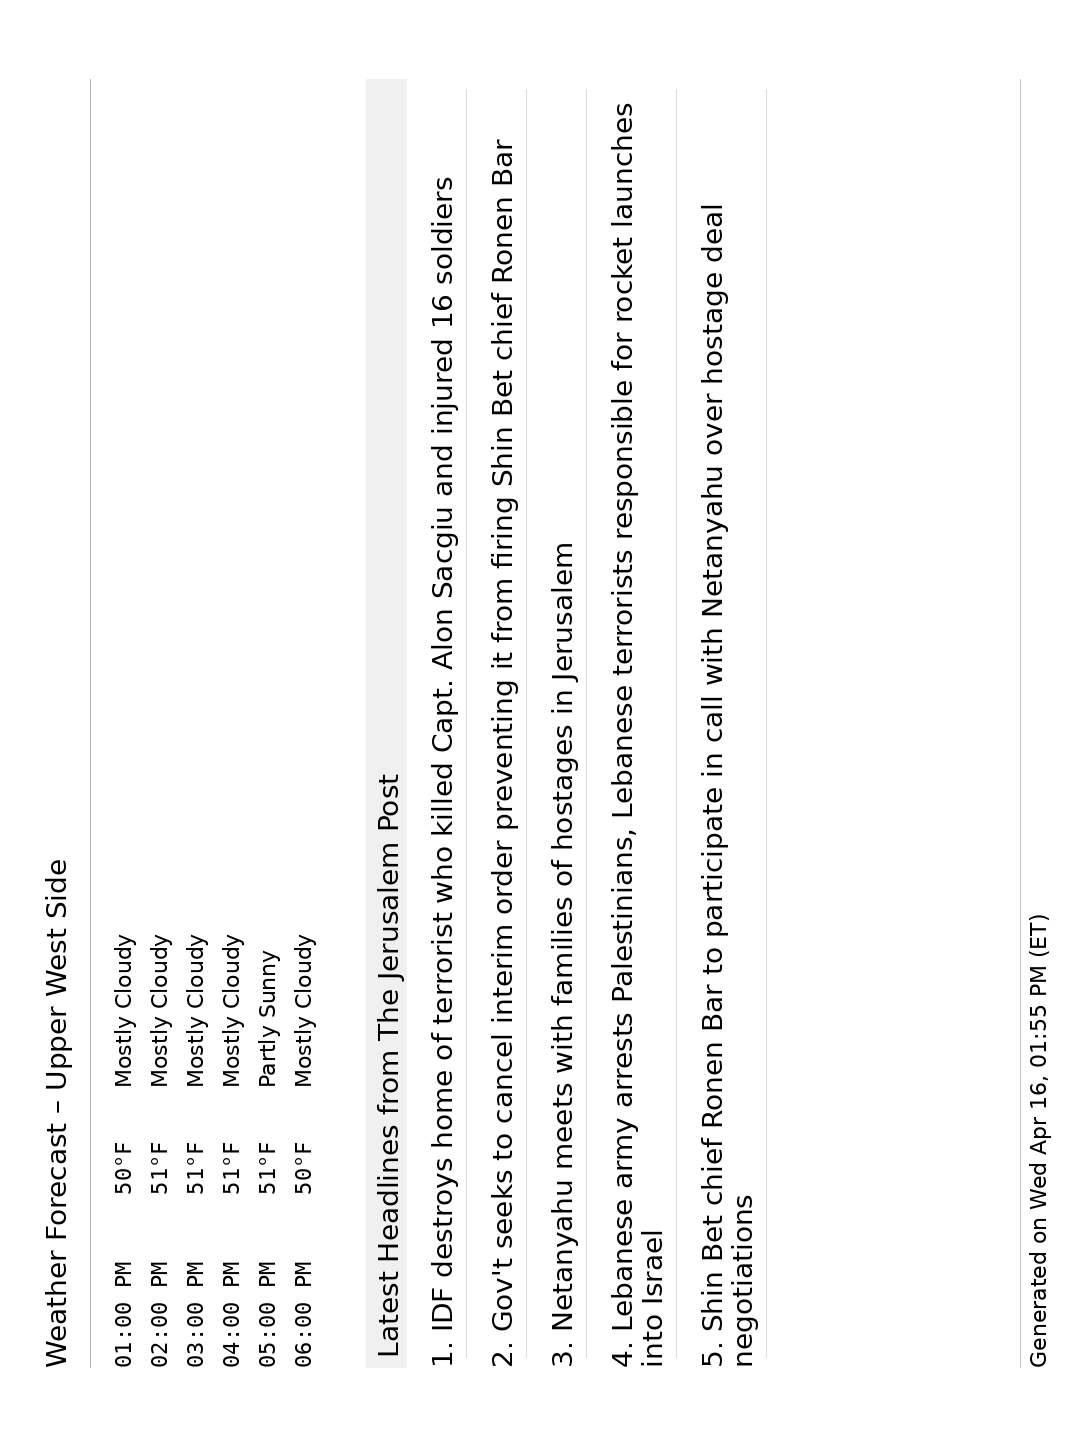 Weather Forecast – Upper West Side
01:00 PM 50°F Mostly Cloudy
02:00 PM 51°F Mostly Cloudy
03:00 PM 51°F Mostly Cloudy
04:00 PM 51°F Mostly Cloudy
05:00 PM 51°F Partly Sunny
06:00 PM 50°F Mostly Cloudy
Latest Headlines from The Jerusalem Post
1. IDF destroys home of terrorist who killed Capt. Alon Sacgiu and injured 16 soldiers
2. Gov't seeks to cancel interim order preventing it from firing Shin Bet chief Ronen Bar
3. Netanyahu meets with families of hostages in Jerusalem
4. Lebanese army arrests Palestinians, Lebanese terrorists responsible for rocket launches
into Israel
5. Shin Bet chief Ronen Bar to participate in call with Netanyahu over hostage deal
negotiations
Generated on Wed Apr 16, 01:55 PM (ET)